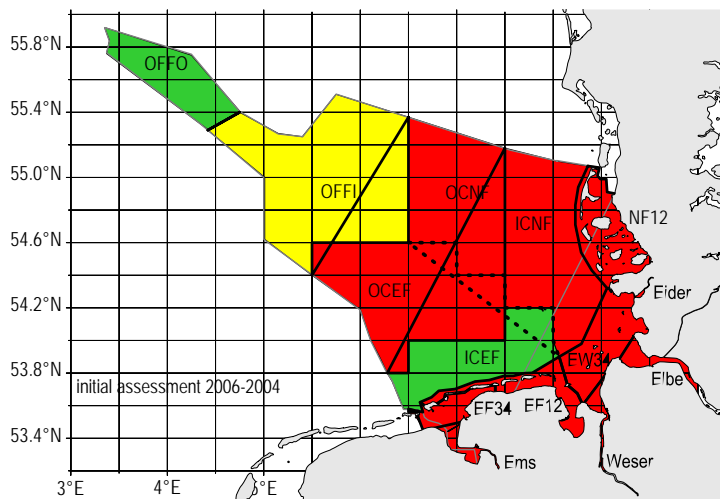 55.8°N
OFFO
55.4°N
55.0°N
OFFI
OCNF
ICNF
NF12
54.6°N
Eider
54.2°N
OCEF
ICEF
EW34
53.8°N
initial assessment 2006-2004
Elbe
EF34
EF12
53.4°N
Ems
Weser
3°E
4°E
5°E